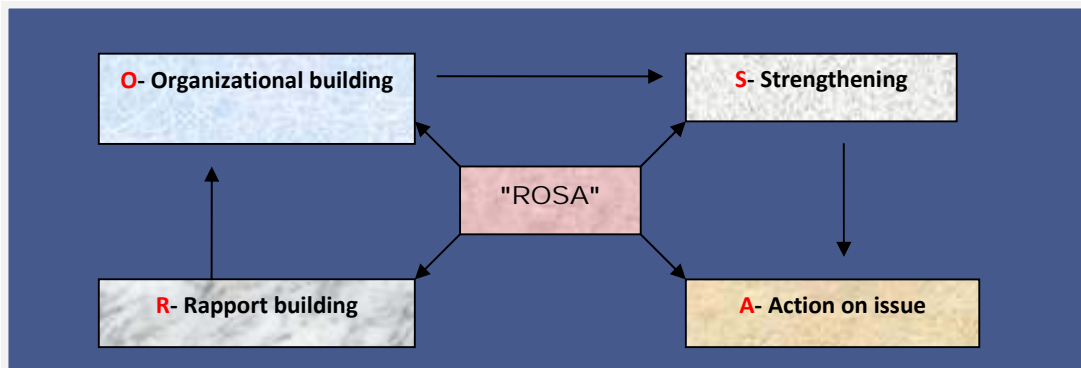 O- Organizational building
S- Strengthening
"ROSA"
R- Rapport building
A- Action on issue